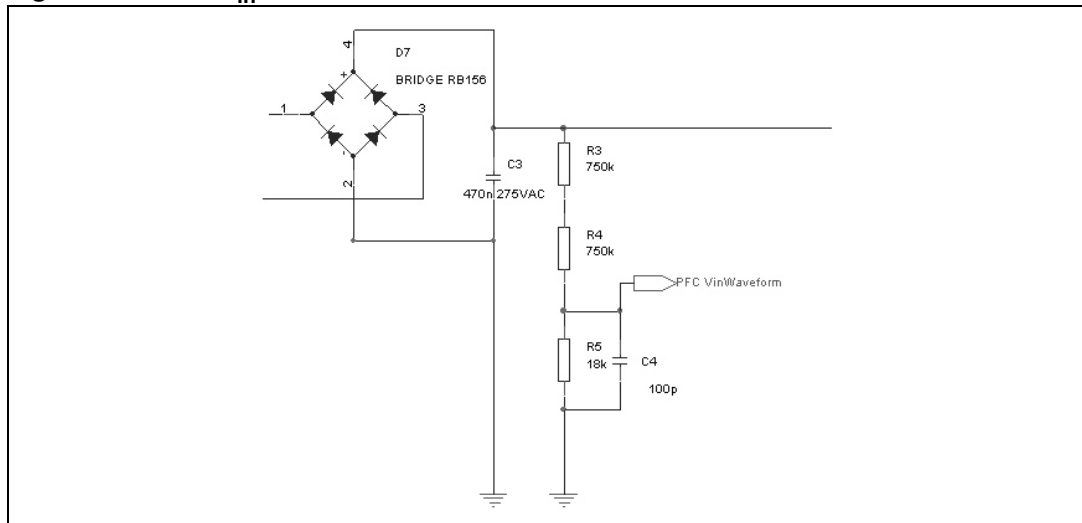 4
D7
BRIDGE RB156
+
1
3
-
2
C3
470n 275VAC
R3
750k
R4
750k
PFC VinWaveform
R5
18k
C4
100p